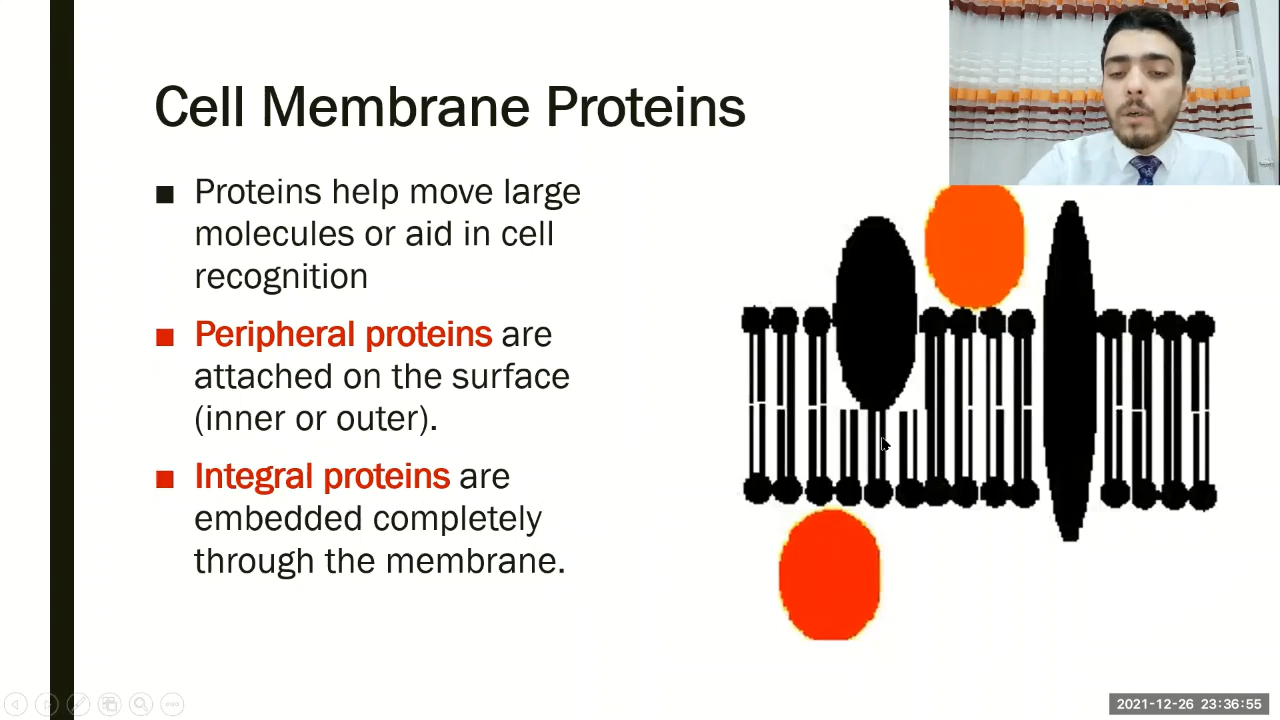 Cell Membrane Proteins
■ Proteins help move large
molecules or aid in cell
recognition
■ Peripheral proteins are
attached on the surface
(inner or outer).
■ Integral proteins are
embedded completely
through the membrane.
2021-12-26 23:36:55